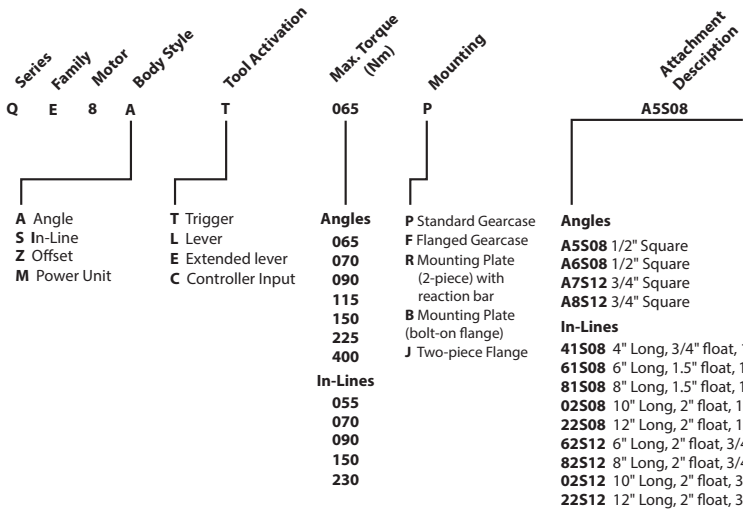 Series Family Motor Body Style Tool Activation Max. Torque (Nm) Mounting Attachment Description
Q E 8 A T 065 P A5S08
A Angle
S In-Line
Z Offset
M Power Unit
T Trigger
L Lever
E Extended lever
C Controller Input
Angles
065
070
090
115
150
225
400
In-Lines
055
070
090
150
230
P Standard Gearcase
F Flanged Gearcase
R Mounting Plate
(2-piece) with
reaction bar
B Mounting Plate
(bolt-on flange)
J Two-piece Flange
Angles
A5S08 1/2" Square
A6S08 1/2" Square
A7S12 3/4" Square
A8S12 3/4" Square
In-Lines
41S08 4" Long, 3/4" float,
61S08 6" Long, 1.5" float,
81S08 8" Long, 1.5" float,
02S08 10" Long, 2" float,
22S08 12" Long, 2" float,
62S12 6" Long, 2" float,
82S12 8" Long, 2" float,
02S12 10" Long, 2" float,
22S12 12" Long, 2" float,